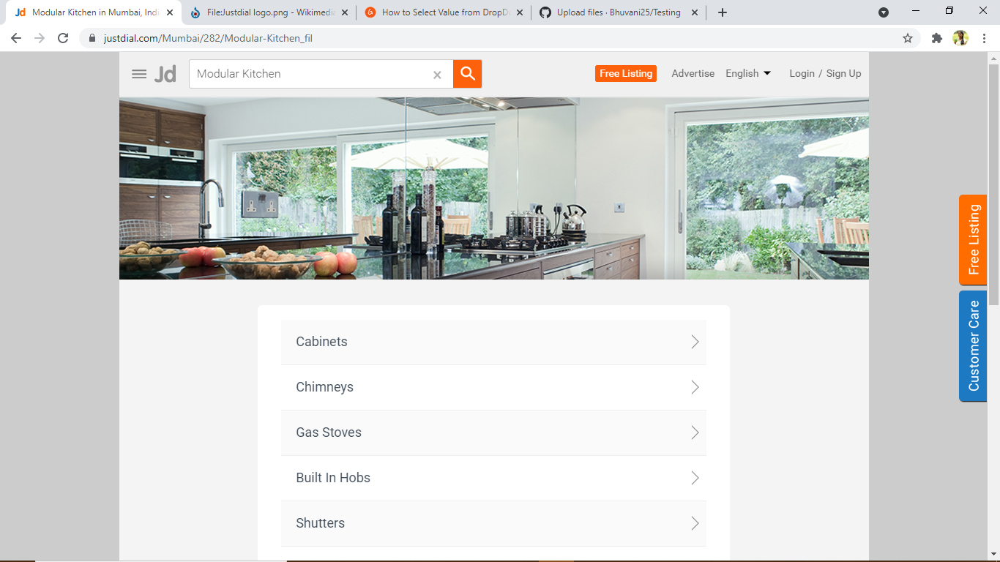 Jd Modular Kitchen in Mumbai, Indi
File:Justdial logo.png - Wikimedia
How to Select Value from DropD
Upload files · Bhuvani25/Testing
justdial.com/Mumbai/282/Modular-Kitchen_fil
Jd
Modular Kitchen
Free Listing
Advertise
English
Login / Sign Up
Free Listing
Customer Care
Cabinets
Chimneys
Gas Stoves
Built In Hobs
Shutters